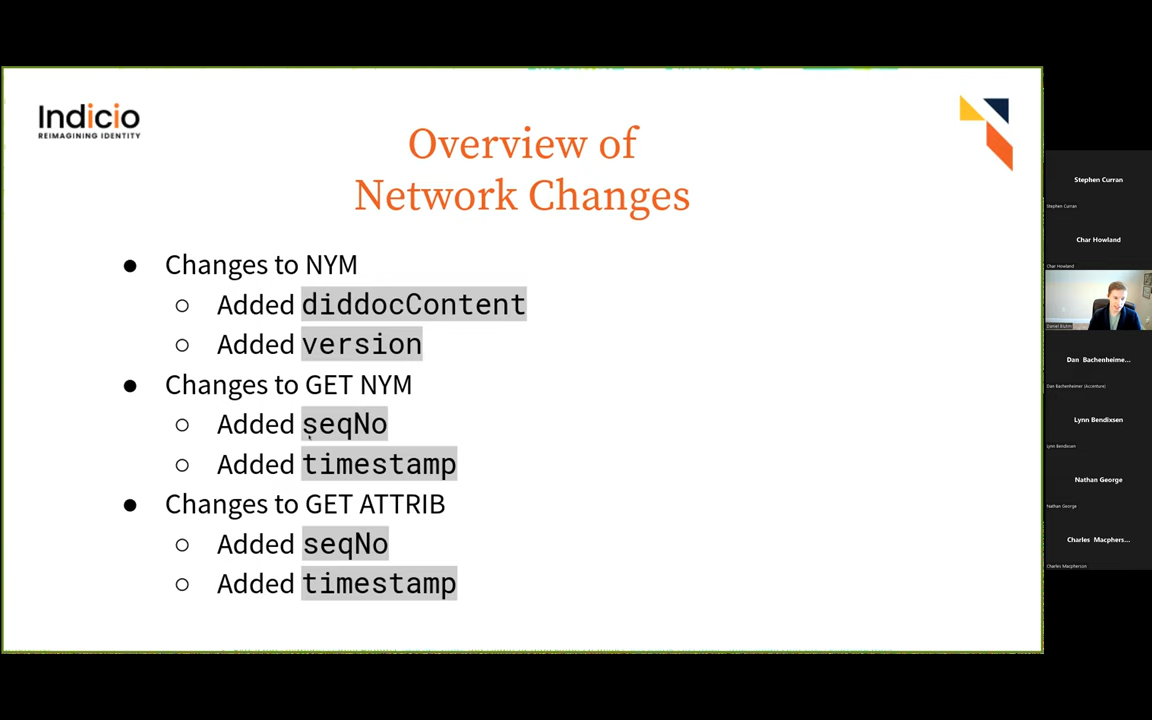 Indicio
REIMAGINING IDENTITY
Overview of
Network Changes
● Changes to NYM
○ Added diddocContent
○ Added version
● Changes to GET NYM
○ Added seqNo
○ Added timestamp
● Changes to GET ATTRIB
○ Added seqNo
○ Added timestamp
Stephen Curran
Stephen Curran
Char Howland
Char Howland
Daniel Bluhm
Dan Bachenheime...
Dan Bachenheimer (Accenture)
Lynn Bendixsen
Lynn Bendixsen
Nathan George
Nathan George
Charles Macphers...
Charles Macpherson